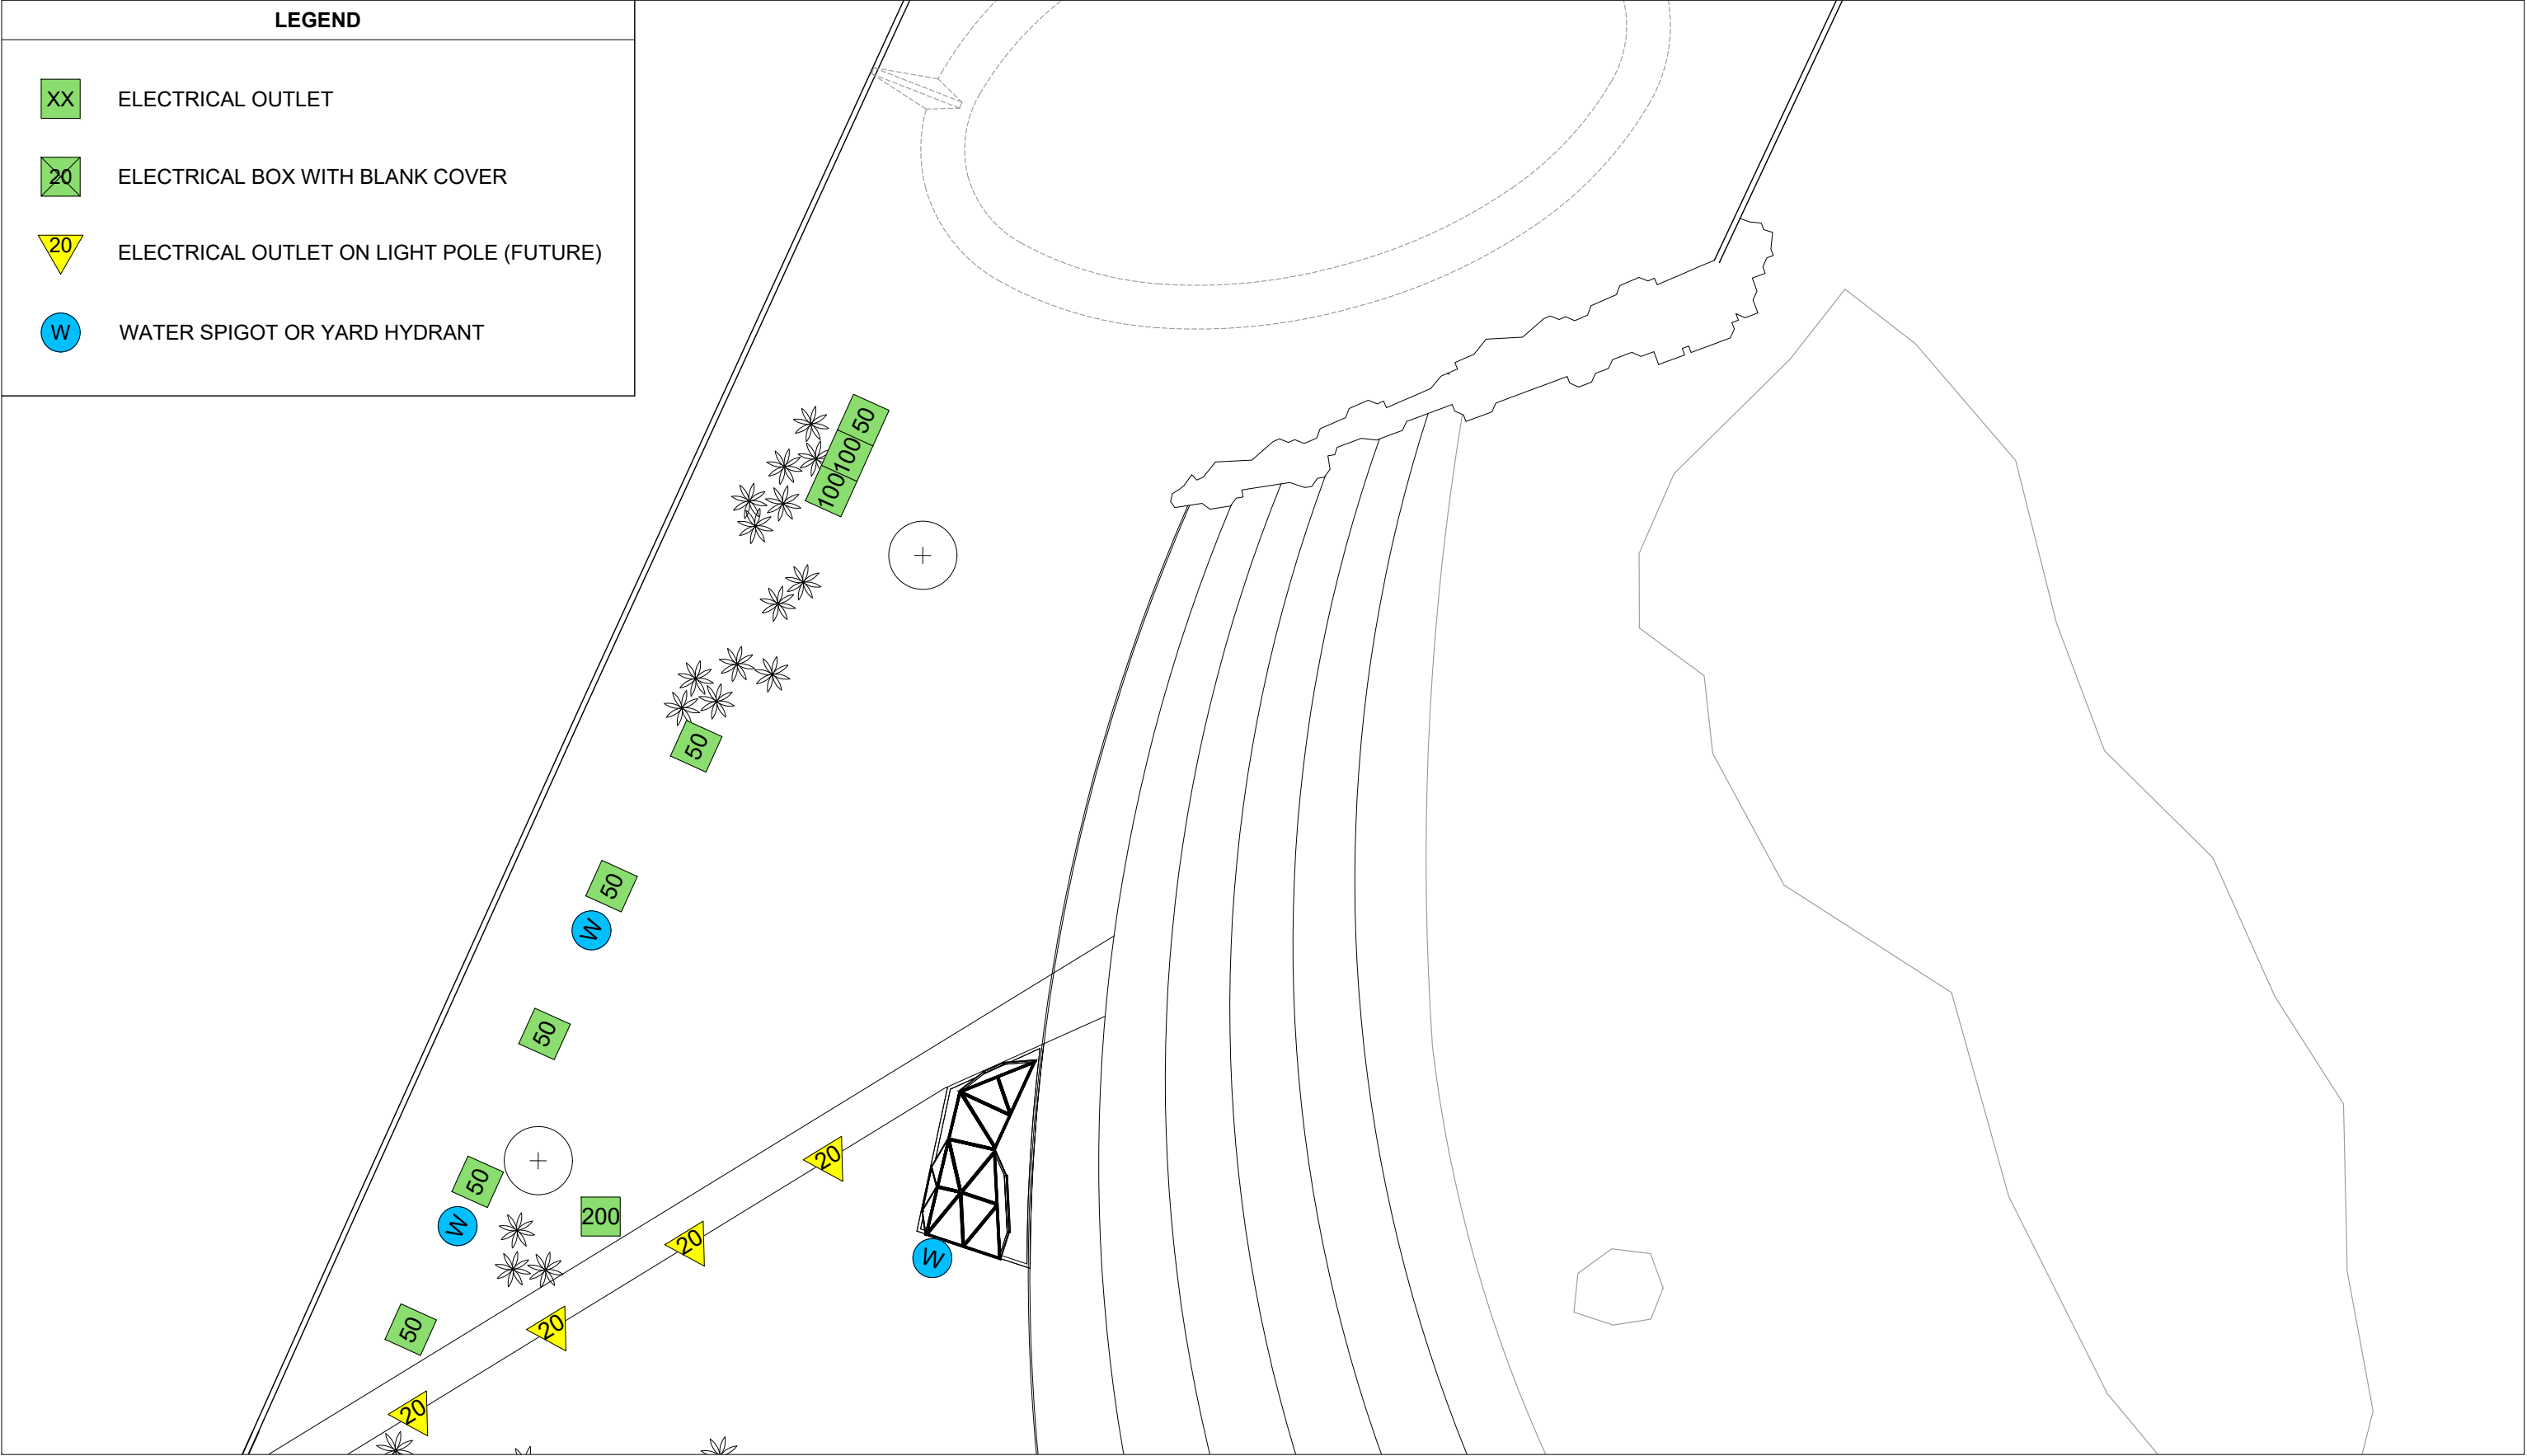 LEGEND
XX ELECTRICAL OUTLET
20 ELECTRICAL BOX WITH BLANK COVER
20 ELECTRICAL OUTLET ON LIGHT POLE (FUTURE)
W WATER SPIGOT OR YARD HYDRANT
50
100
100
50
50
W
50
20
50
200
W
20
W
50
20
20